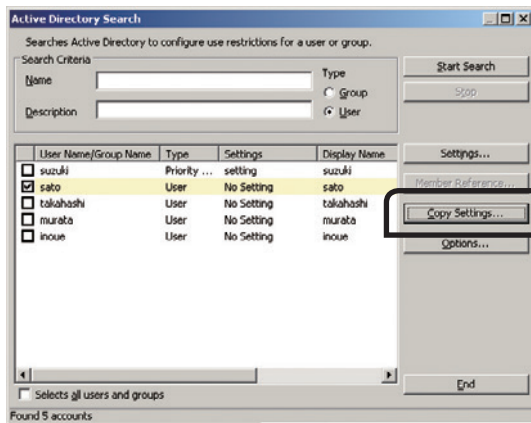 Active Directory Search
Searches Active Directory to configure use restrictions for a user or group.
Search Criteria
Name
Type
Group
Description
User
Start Search
Stop
User Name/Group Name Type Settings Display Name
suzuki Priority ... setting suzuki
sato User No Setting sato
takahashi User No Setting takahashi
murata User No Setting murata
inoue User No Setting inoue
Settings...
Member Reference...
Copy Settings...
Options...
End
Selects all users and groups
Found 5 accounts